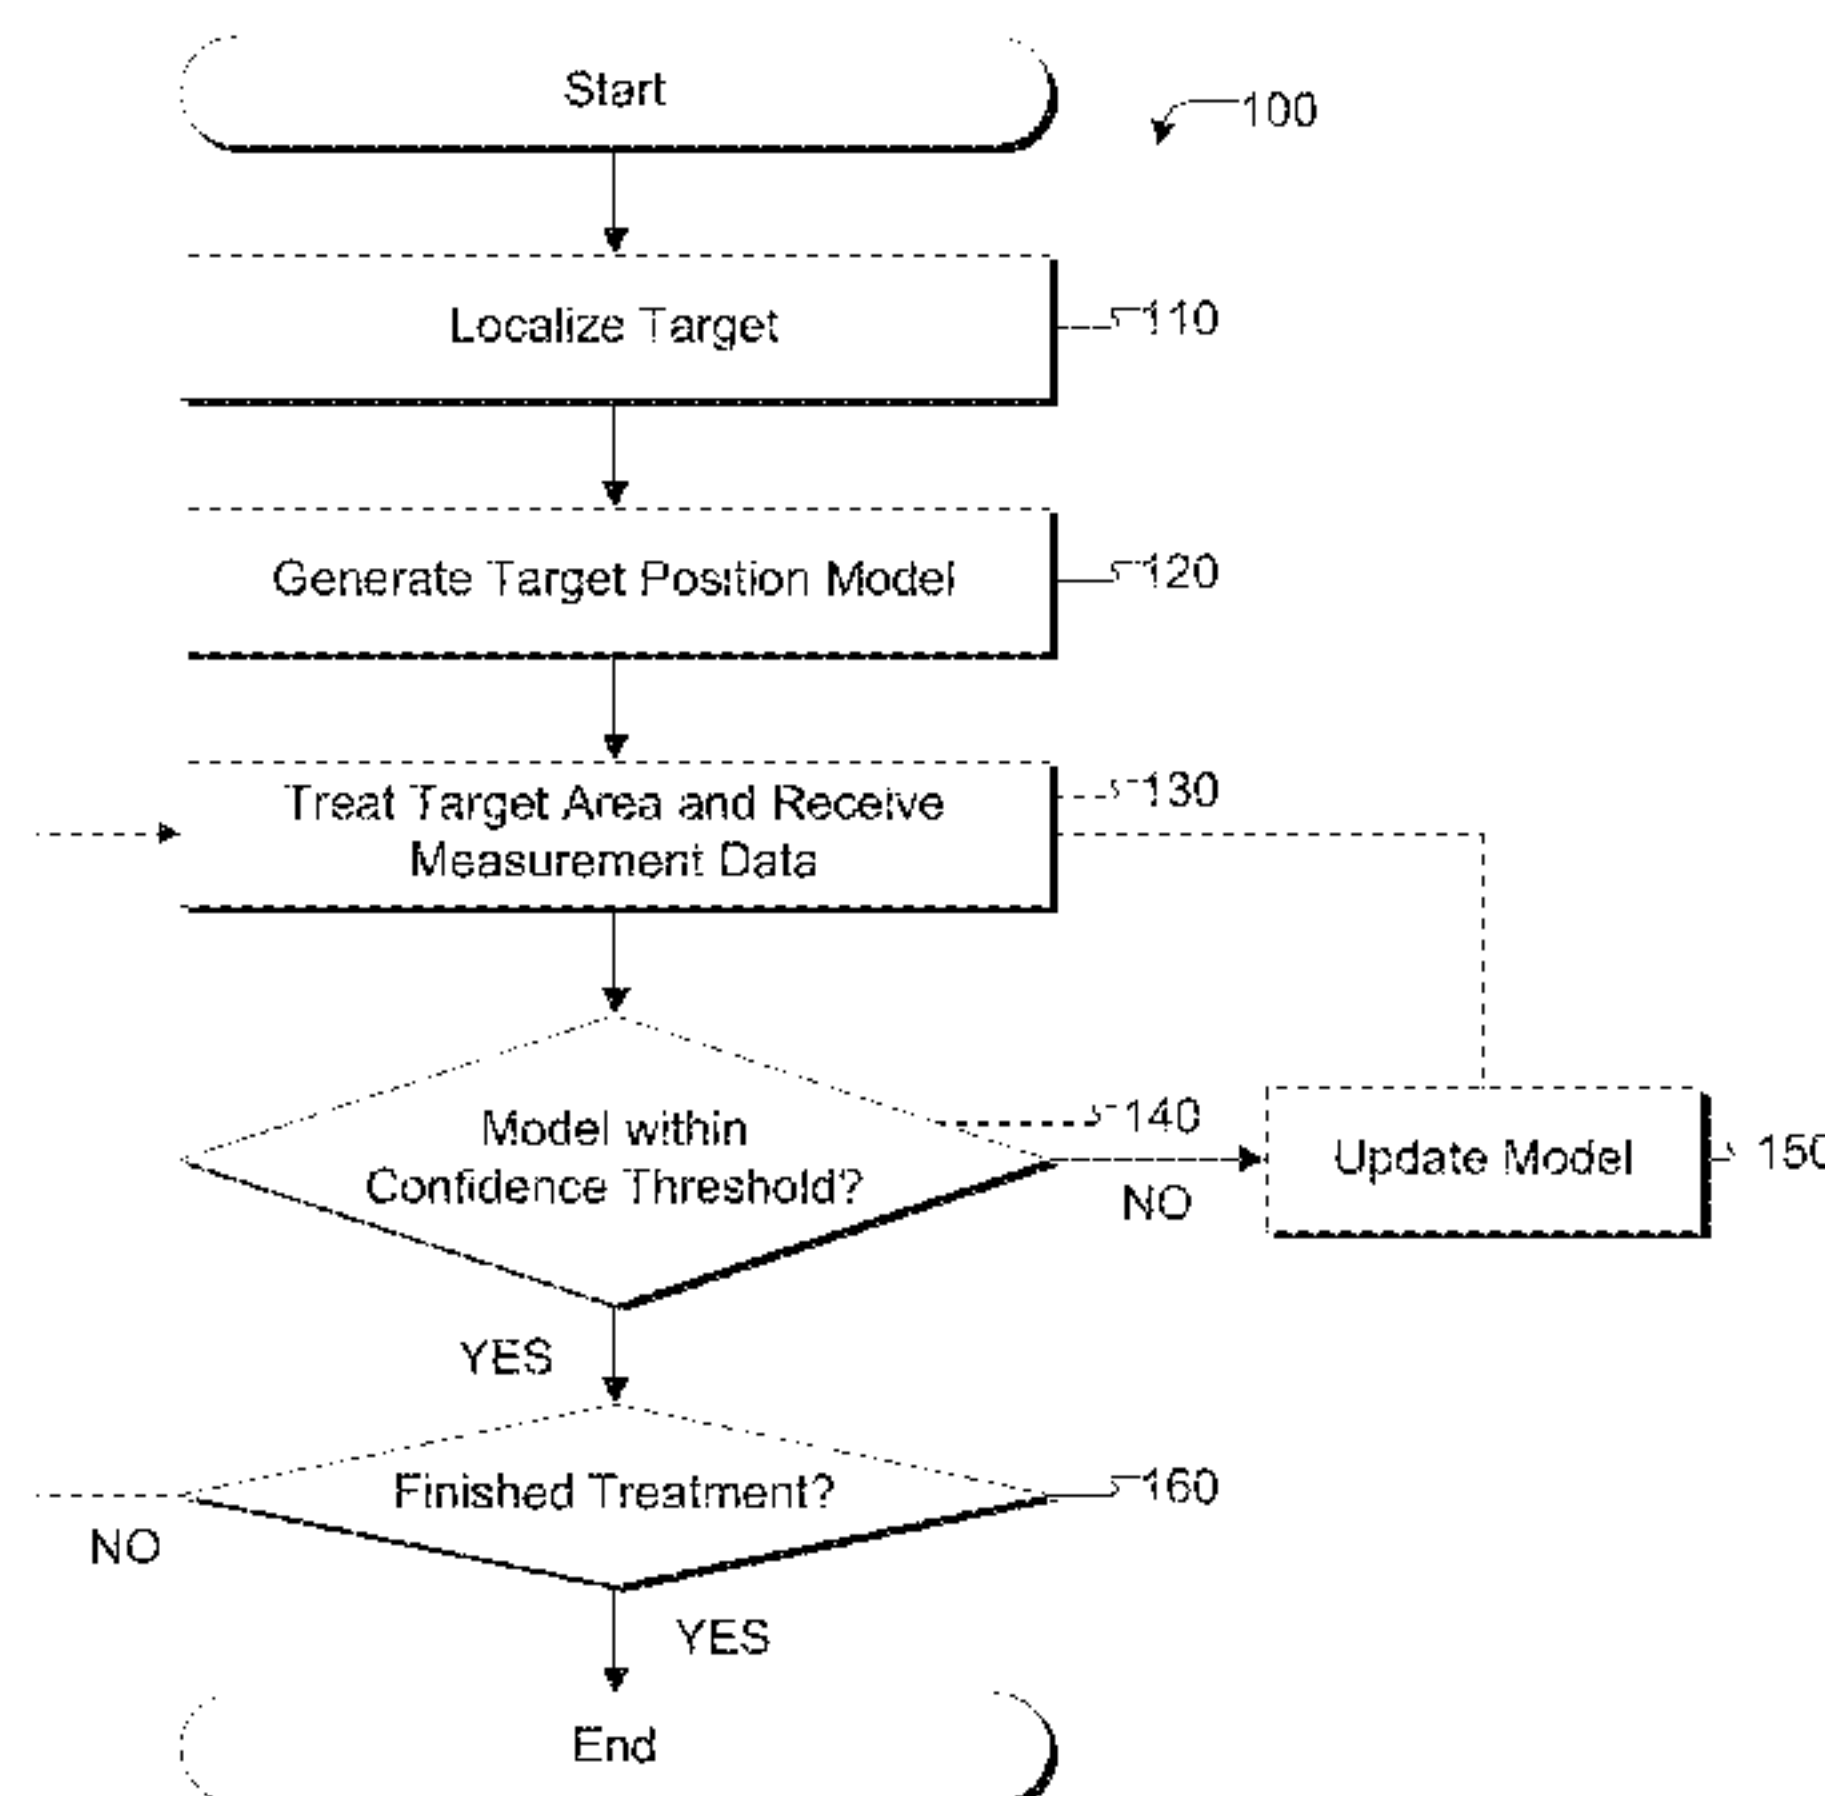 Start
100
Localize Target
110
Generate Target Position Model
120
Treat Target Area and Receive
Measurement Data
130
Model within
Confidence Threshold?
140
NO
Update Model
150
YES
Finished Treatment?
160
NO
YES
End